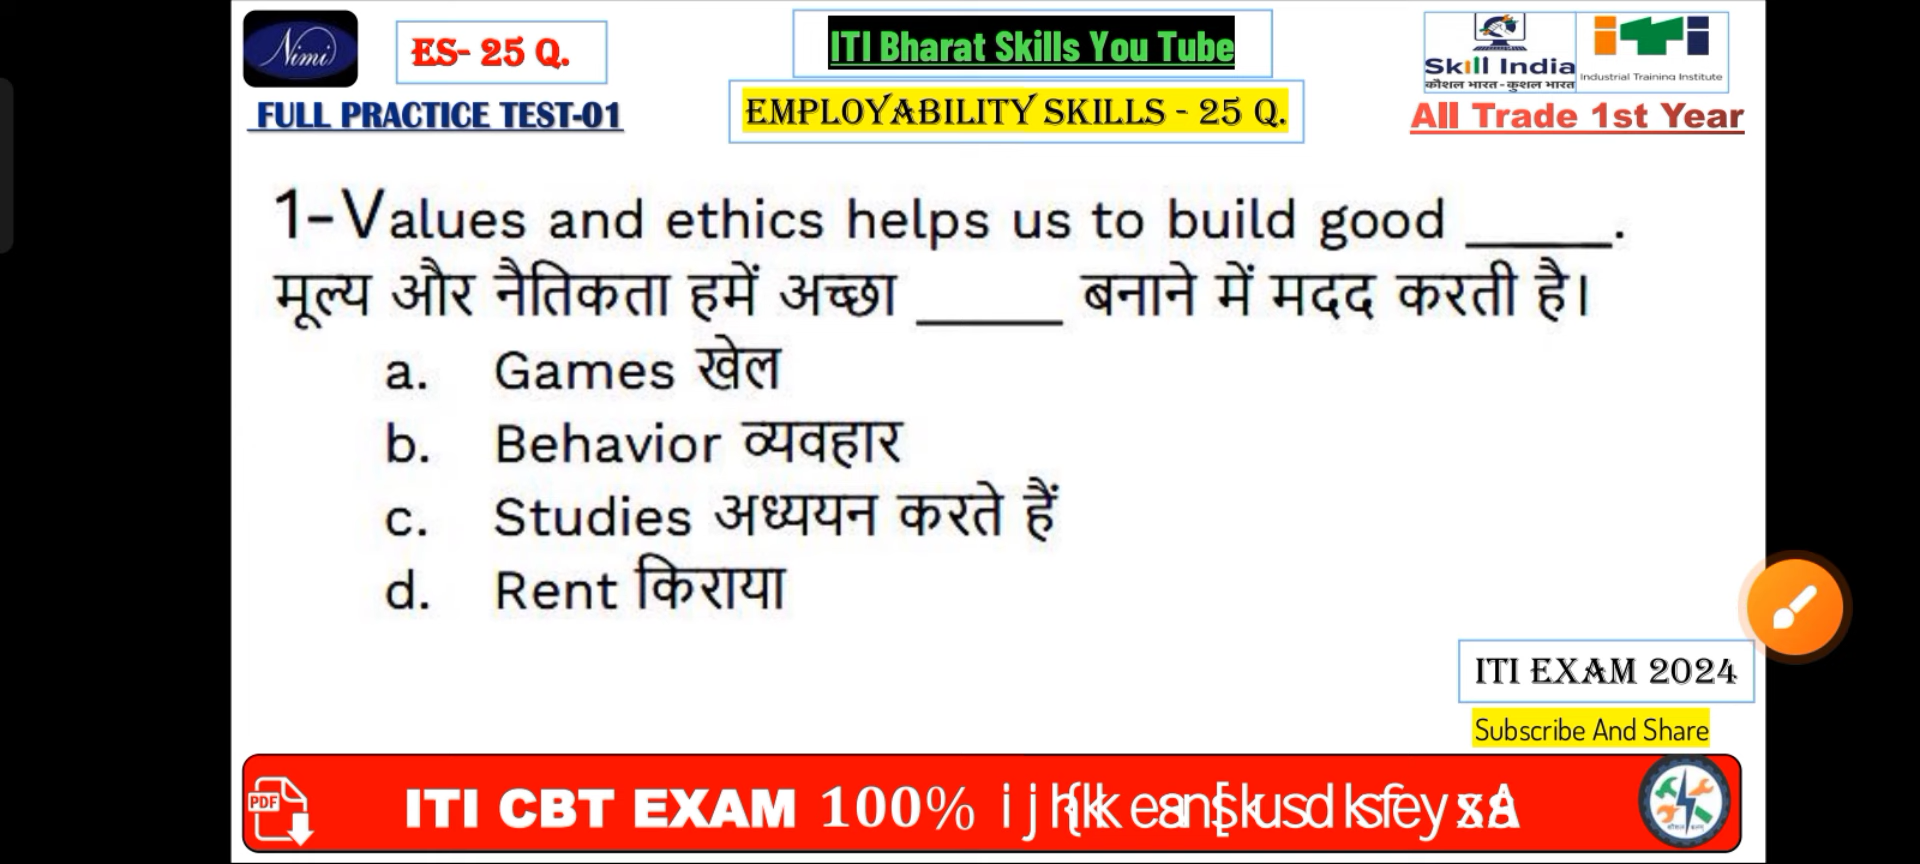 Nimi
ES- 25 Q.
ITI Bharat Skills You Tube
Skill India
कौशल भारत-कुशल भारत
iTi
Industrial Training Institute
FULL PRACTICE TEST-01
EMPLOYABILITY SKILLS - 25 Q.
All Trade 1st Year
1-Values and ethics helps us to build good _____.
मूल्य और नैतिकता हमें अच्छा _____ बनाने में मदद करती है।
a. Games खेल
b. Behavior व्यवहार
c. Studies अध्ययन करते हैं
d. Rent किराया
ITI EXAM 2024
Subscribe And Share
PDF
ITI CBT EXAM 100%